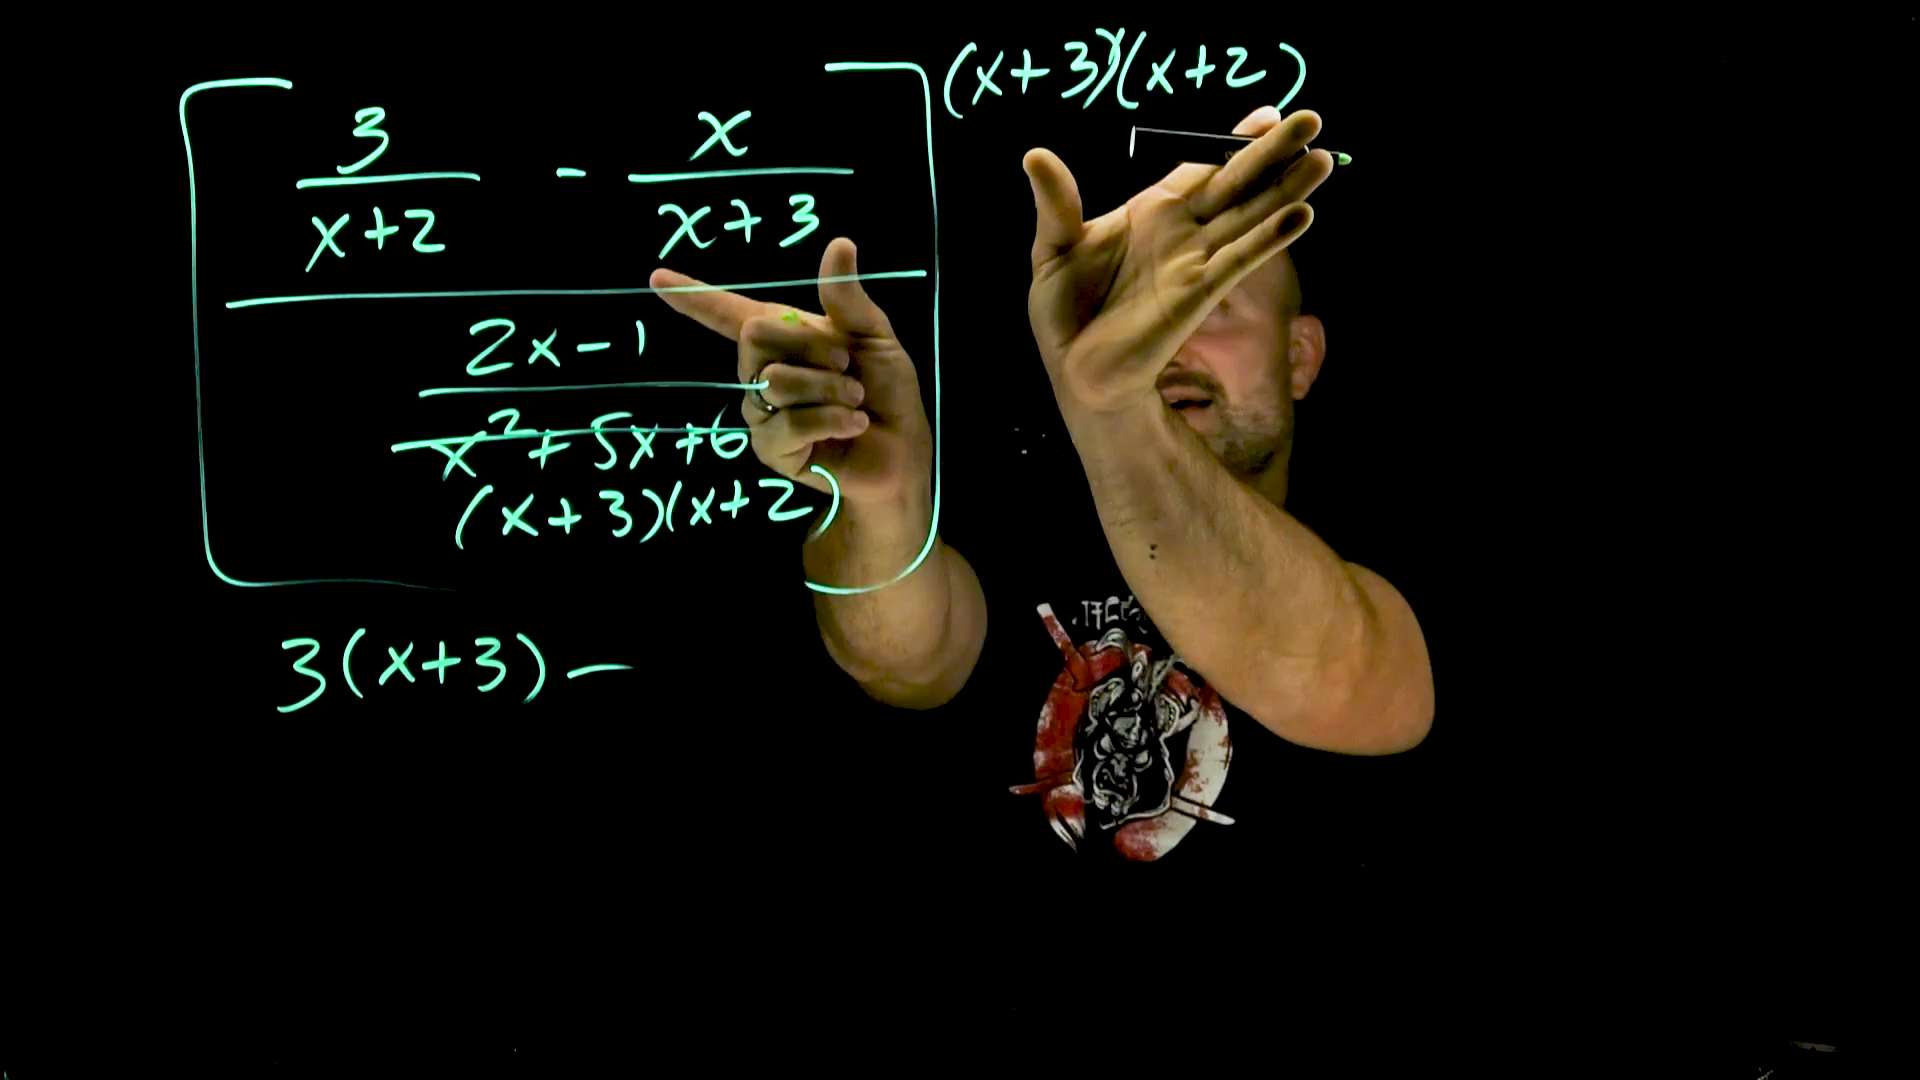 (x+3)(x+2)
3 x
— - —
x+2 x+3
2x-1
x²+5x+6
(x+3)(x+2)
3(x+3) -